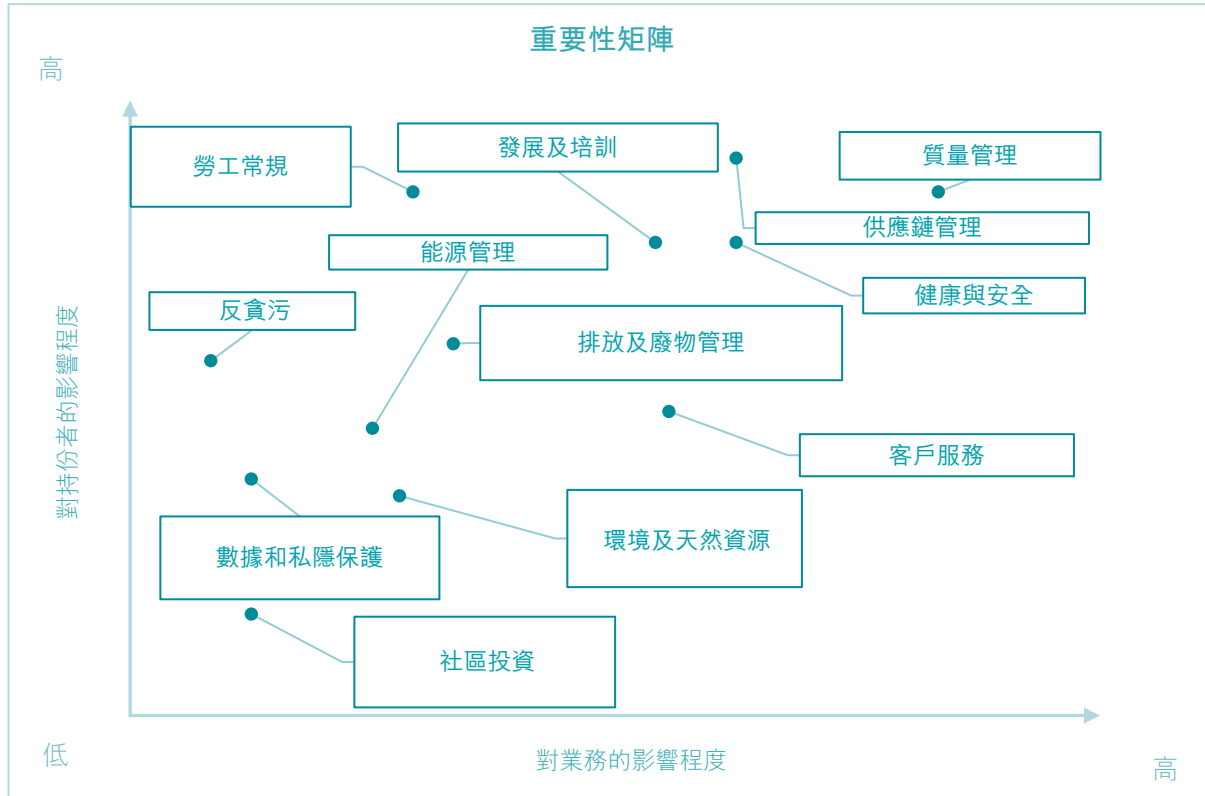 重要性矩陣
高
發展及培訓
質量管理
勞工常規
供應鏈管理
能源管理
健康與安全
反貪污
排放及廢物管理
對持份者的影響程度
客戶服務
環境及天然資源
數據和私隱保護
社區投資
低
對業務的影響程度
高